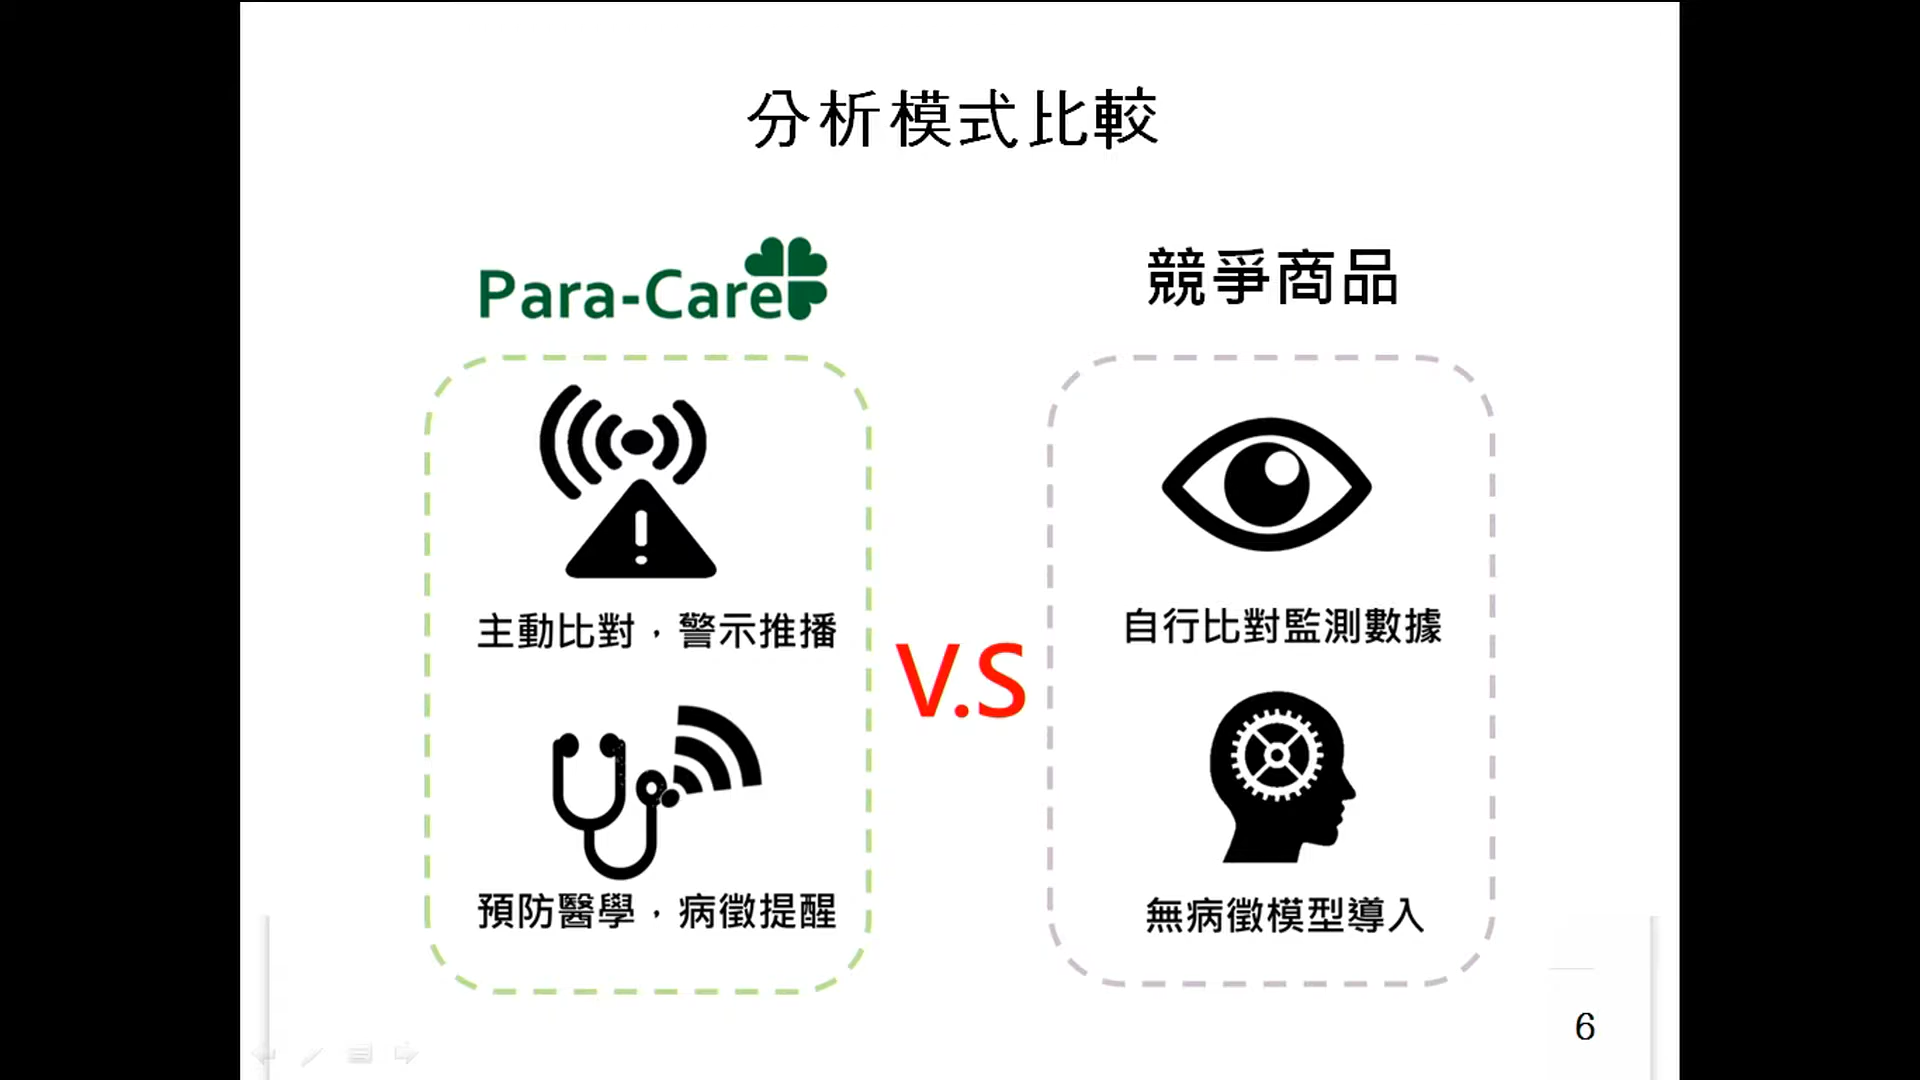 分析模式比較
Para-Care
競爭商品
主動比對，警示推播
自行比對監測數據
V.S
預防醫學，病徵提醒
無病徵模型導入
6